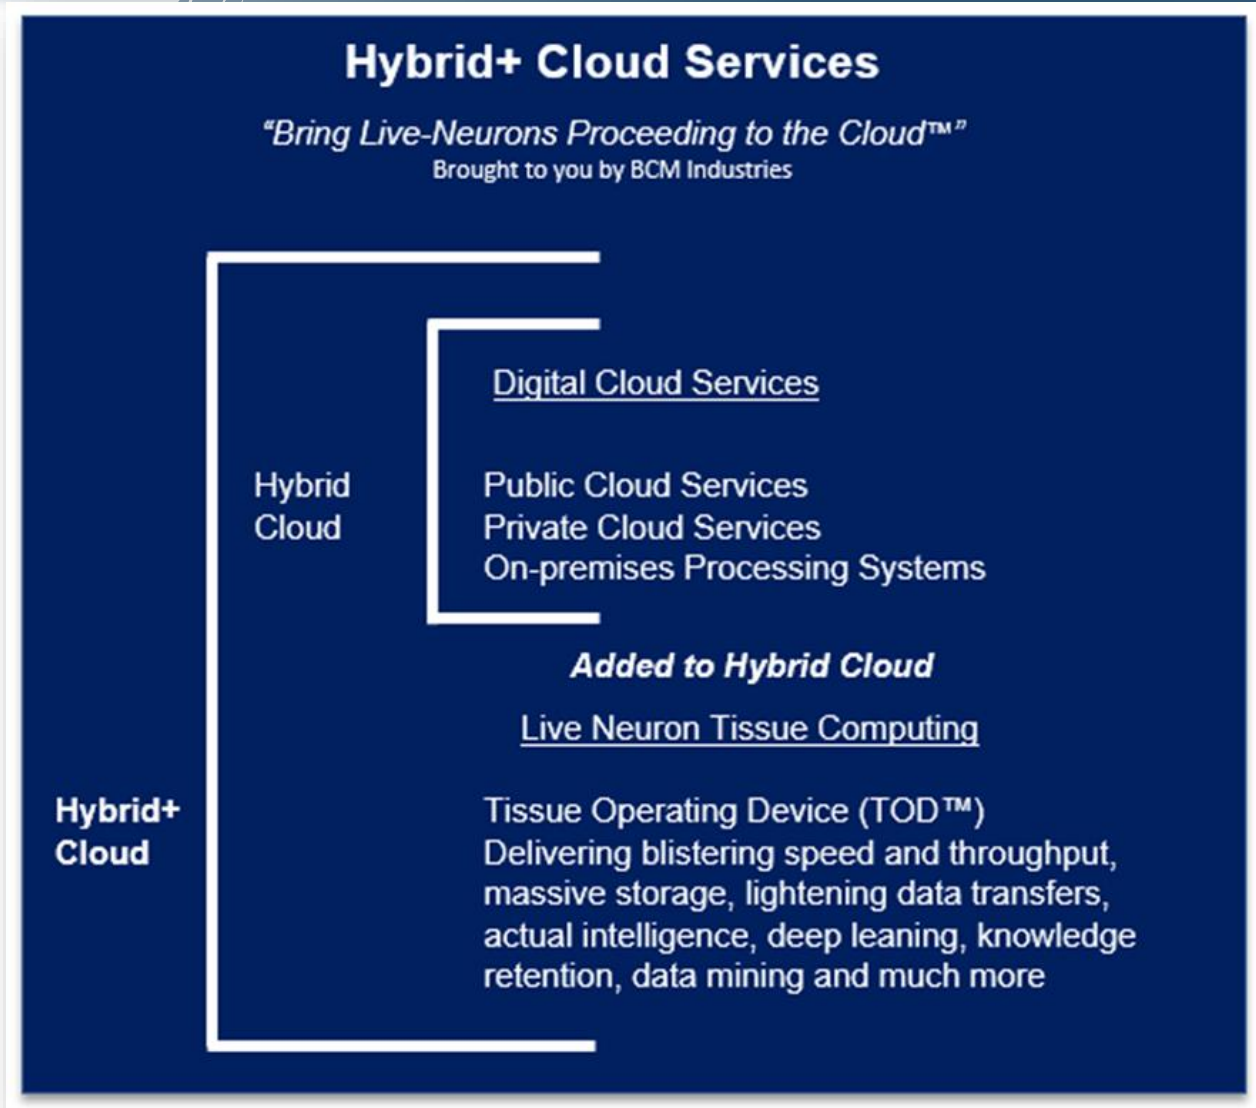 Hybrid+ Cloud Services
“Bring Live-Neurons Proceeding to the Cloud™”
Brought to you by BCM Industries
Digital Cloud Services
Hybrid
Cloud
Public Cloud Services
Private Cloud Services
On-premises Processing Systems
Added to Hybrid Cloud
Live Neuron Tissue Computing
Hybrid+
Cloud
Tissue Operating Device (TOD™)
Delivering blistering speed and throughput,
massive storage, lightening data transfers,
actual intelligence, deep leaning, knowledge
retention, data mining and much more